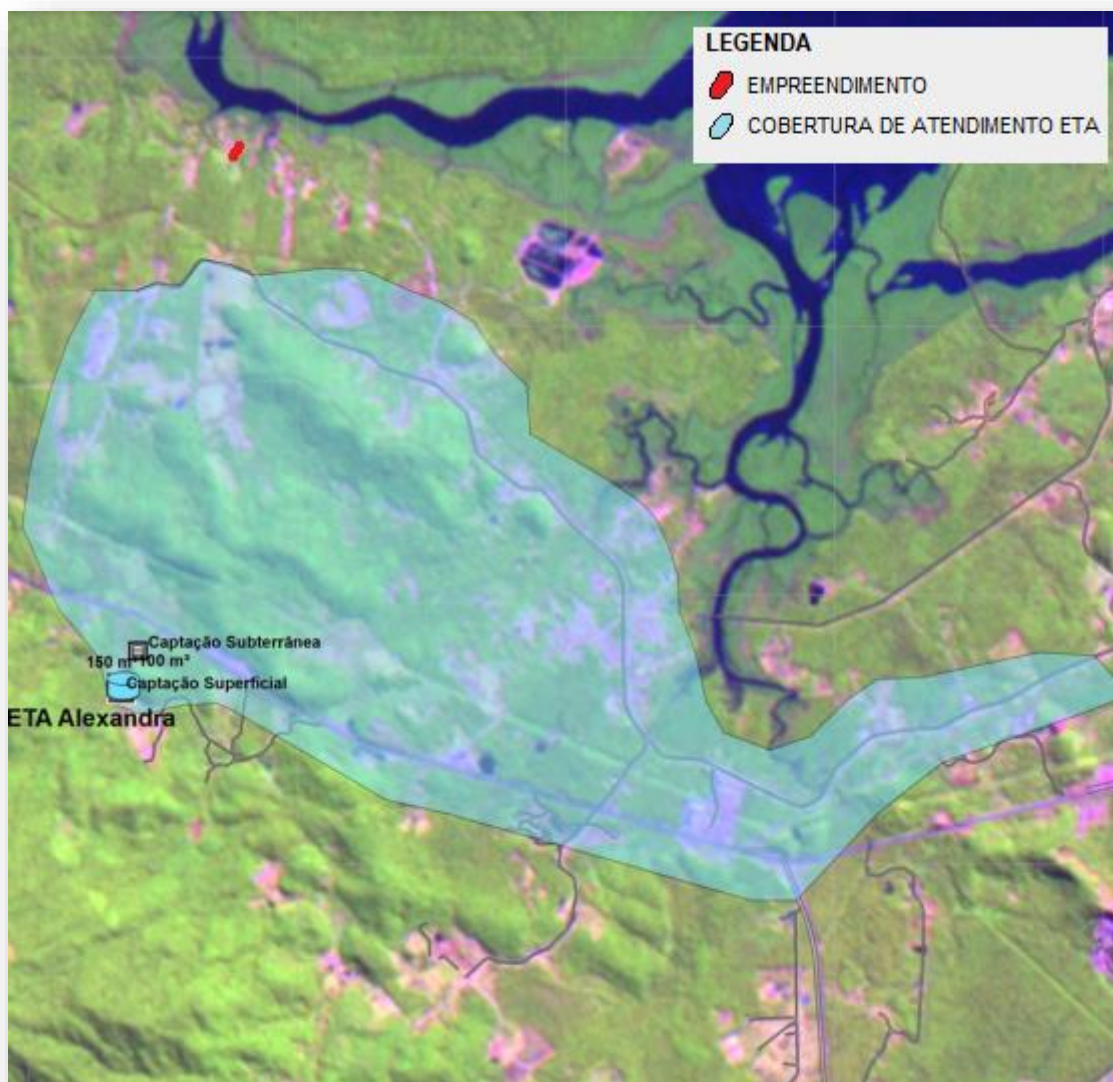 LEGENDA
EMPREENDIMENTO
COBERTURA DE ATENDIMENTO ETA
Captação Subterrânea
150 m³ 100 m³
Captação Superficial
ETA Alexandra